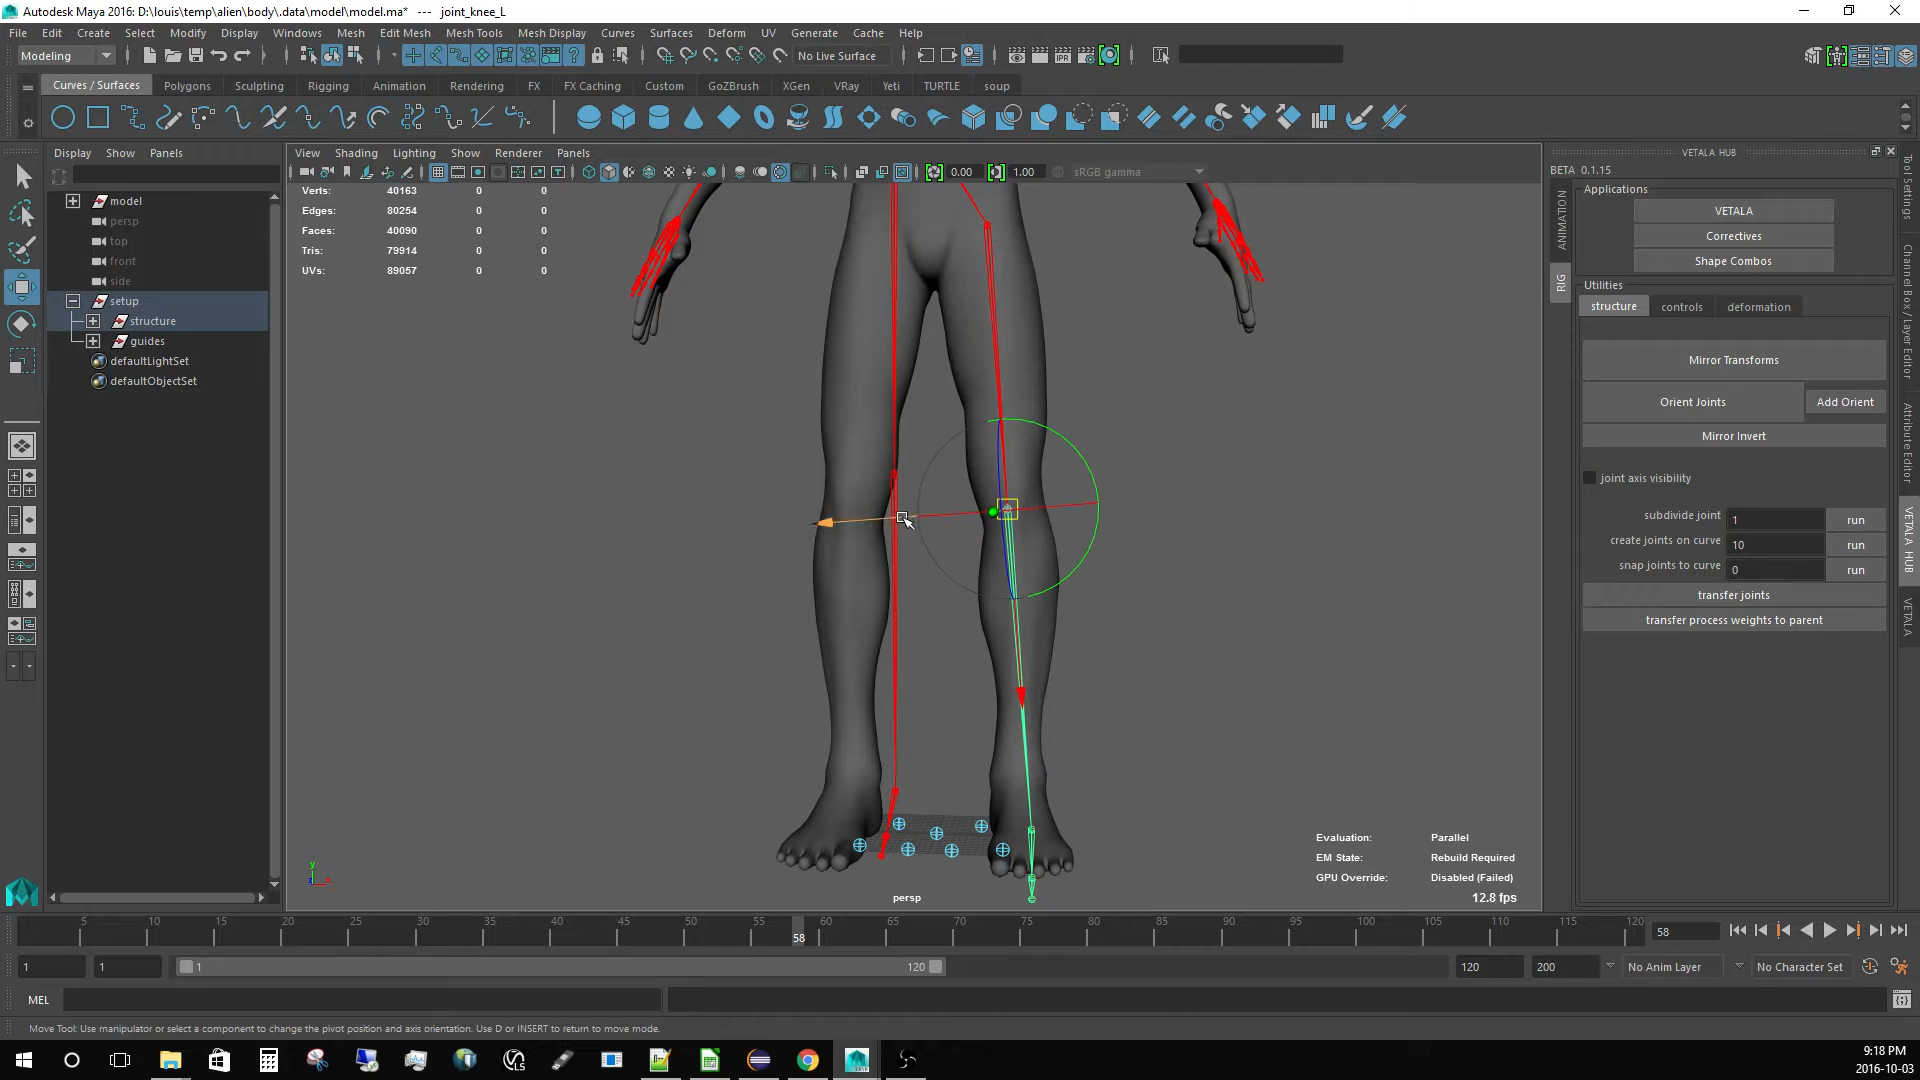 Autodesk Maya 2016: D:\louis\temp\alien\body\.data\model\model.ma* --- joint_knee_L
File Edit Create Select Modify Display Windows Mesh Edit Mesh Mesh Tools Mesh Display Curves Surfaces Deform UV Generate Cache Help
Modeling No Live Surface
Curves / Surfaces Polygons Sculpting Rigging Animation Rendering FX FX Caching Custom GoZBrush XGen VRay Yeti TURTLE soup
Display Show Panels
View Shading Lighting Show Renderer Panels
0.00 1.00 sRGB gamma
model
persp
top
front
side
setup
structure
guides
defaultLightSet
defaultObjectSet
Verts: 40163 0 0
Edges: 80254 0 0
Faces: 40090 0 0
Tris: 79914 0 0
UVs: 89057 0 0
Evaluation: Parallel
EM State: Rebuild Required
GPU Override: Disabled (Failed)
12.8 fps
persp
y
z x
VETALA HUB
BETA 0.1.15
ANIMATION
RIG
Applications
VETALA
Correctives
Shape Combos
Utilities
structure controls deformation
Mirror Transforms
Orient Joints Add Orient
Mirror Invert
joint axis visibility
subdivide joint 1 run
create joints on curve 10 run
snap joints to curve 0 run
transfer joints
transfer process weights to parent
Tool Settings
Channel Box / Layer Editor
Attribute Editor
VETALA HUB
VETALA
5 10 15 20 25 30 35 40 45 50 55 60 65 70 75 80 85 90 95 100 105 110 115 120
58 58
1 1 1 120 120 200 No Anim Layer No Character Set
MEL
Move Tool: Use manipulator or select a component to change the pivot position and axis orientation. Use D or INSERT to return to move mode.
9:18 PM
2016-10-03